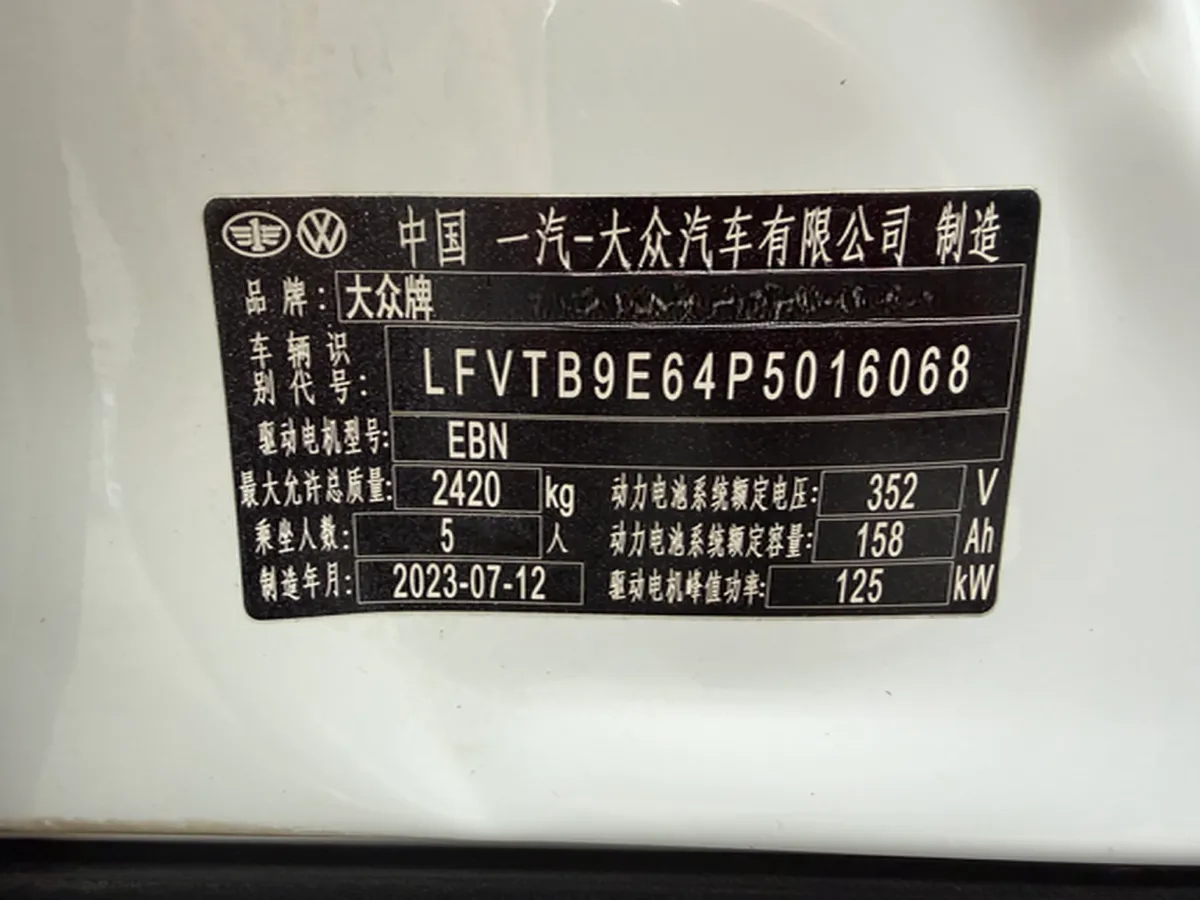 中国 一汽-大众汽车有限公司 制造
品牌: 大众牌
车辆识别代号: LFVTB9E64P5016068
驱动电机型号: EBN
最大允许总质量: 2420 kg 动力电池系统额定电压: 352 V
乘坐人数: 5 人 动力电池系统额定容量: 158 Ah
制造年月: 2023-07-12 驱动电机峰值功率: 125 kW